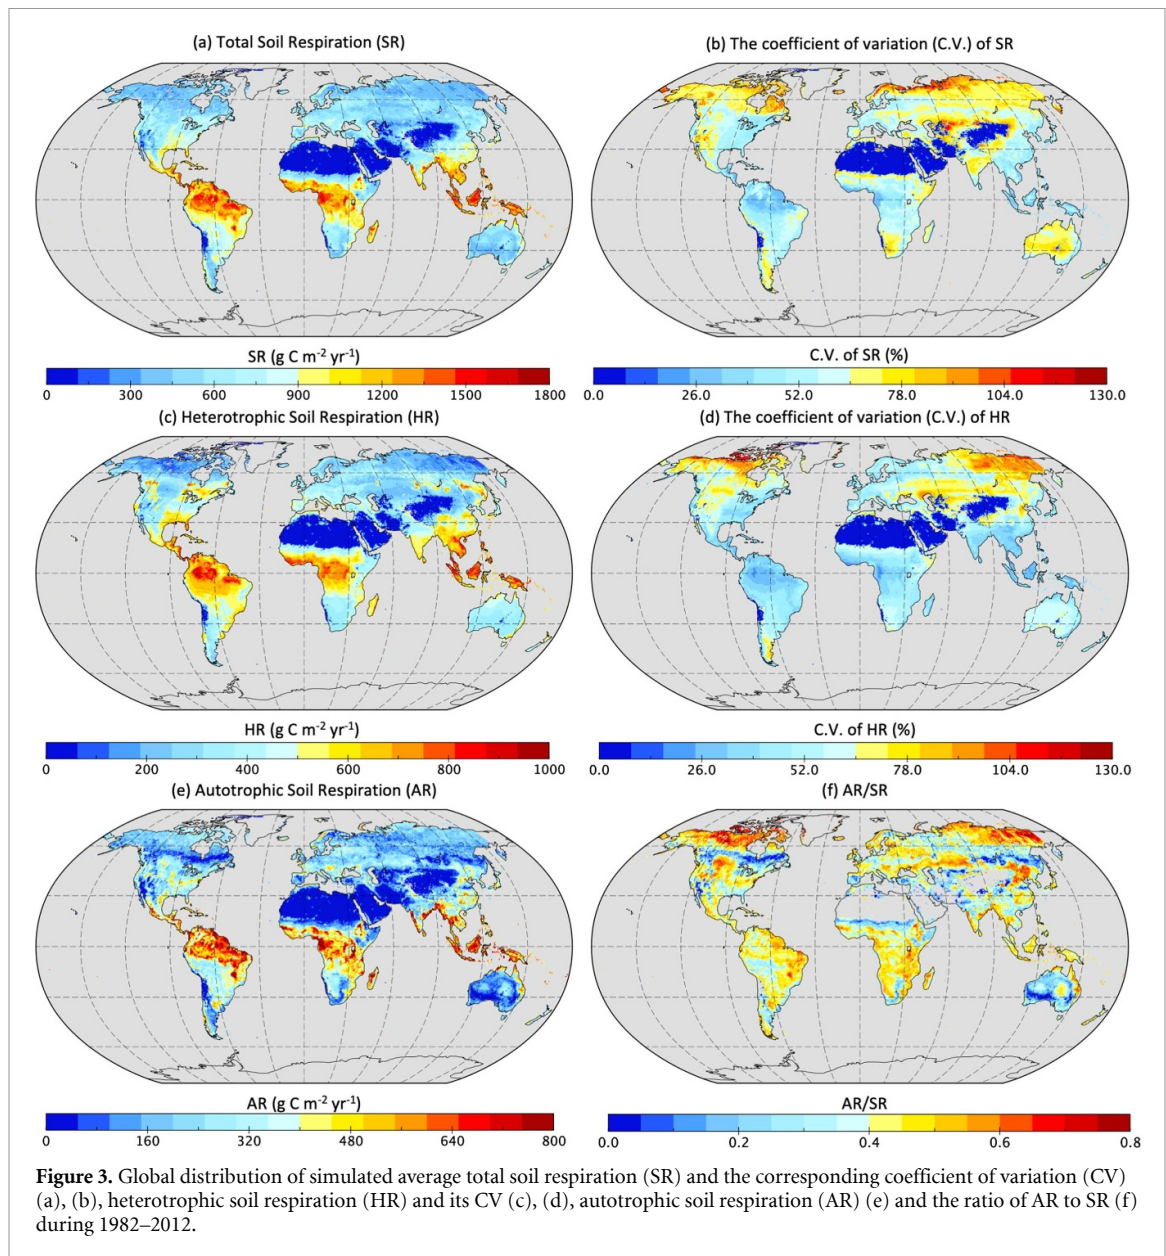 (a) Total Soil Respiration (SR)
(b) The coefficient of variation (C.V.) of SR
SR (g C m⁻² yr⁻¹)
0 300 600 900 1200 1500 1800
C.V. of SR (%)
0.0 26.0 52.0 78.0 104.0 130.0
(c) Heterotrophic Soil Respiration (HR)
(d) The coefficient of variation (C.V.) of HR
HR (g C m⁻² yr⁻¹)
0 200 400 600 800 1000
C.V. of HR (%)
0.0 26.0 52.0 78.0 104.0 130.0
(e) Autotrophic Soil Respiration (AR)
(f) AR/SR
AR (g C m⁻² yr⁻¹)
0 160 320 480 640 800
AR/SR
0.0 0.2 0.4 0.6 0.8
Figure 3. Global distribution of simulated average total soil respiration (SR) and the corresponding coefficient of variation (CV)
(a), (b), heterotrophic soil respiration (HR) and its CV (c), (d), autotrophic soil respiration (AR) (e) and the ratio of AR to SR (f)
during 1982–2012.